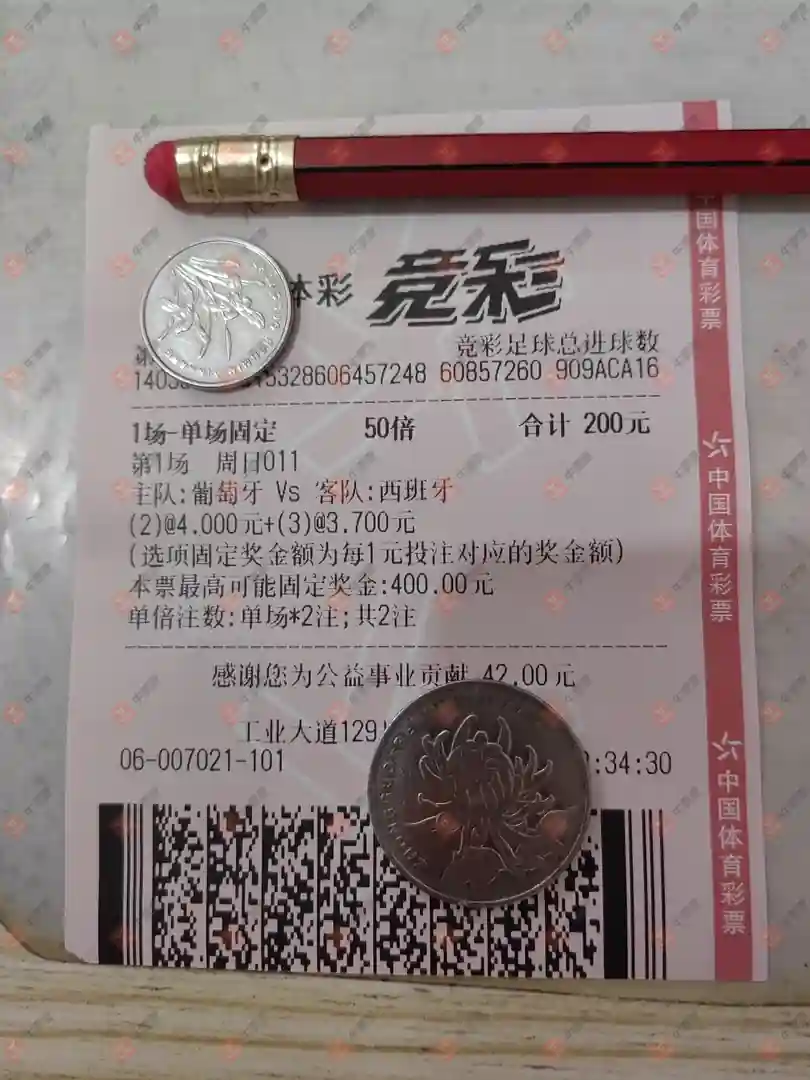 体彩 竞彩
第 竞彩足球总进球数
1405 15328606457248 60857260 909ACA16
1场-单场固定 50倍 合计 200元
第1场 周日011
主队:葡萄牙 Vs 客队:西班牙
(2)@4.000元+(3)@3.700元
(选项固定奖金额为每1元投注对应的奖金额)
本票最高可能固定奖金:400.00元
单倍注数:单场*2注;共2注
感谢您为公益事业贡献 42.00元
工业大道129
06-007021-101 :34:30
中国体育彩票
中国体育彩票
中国体育彩票